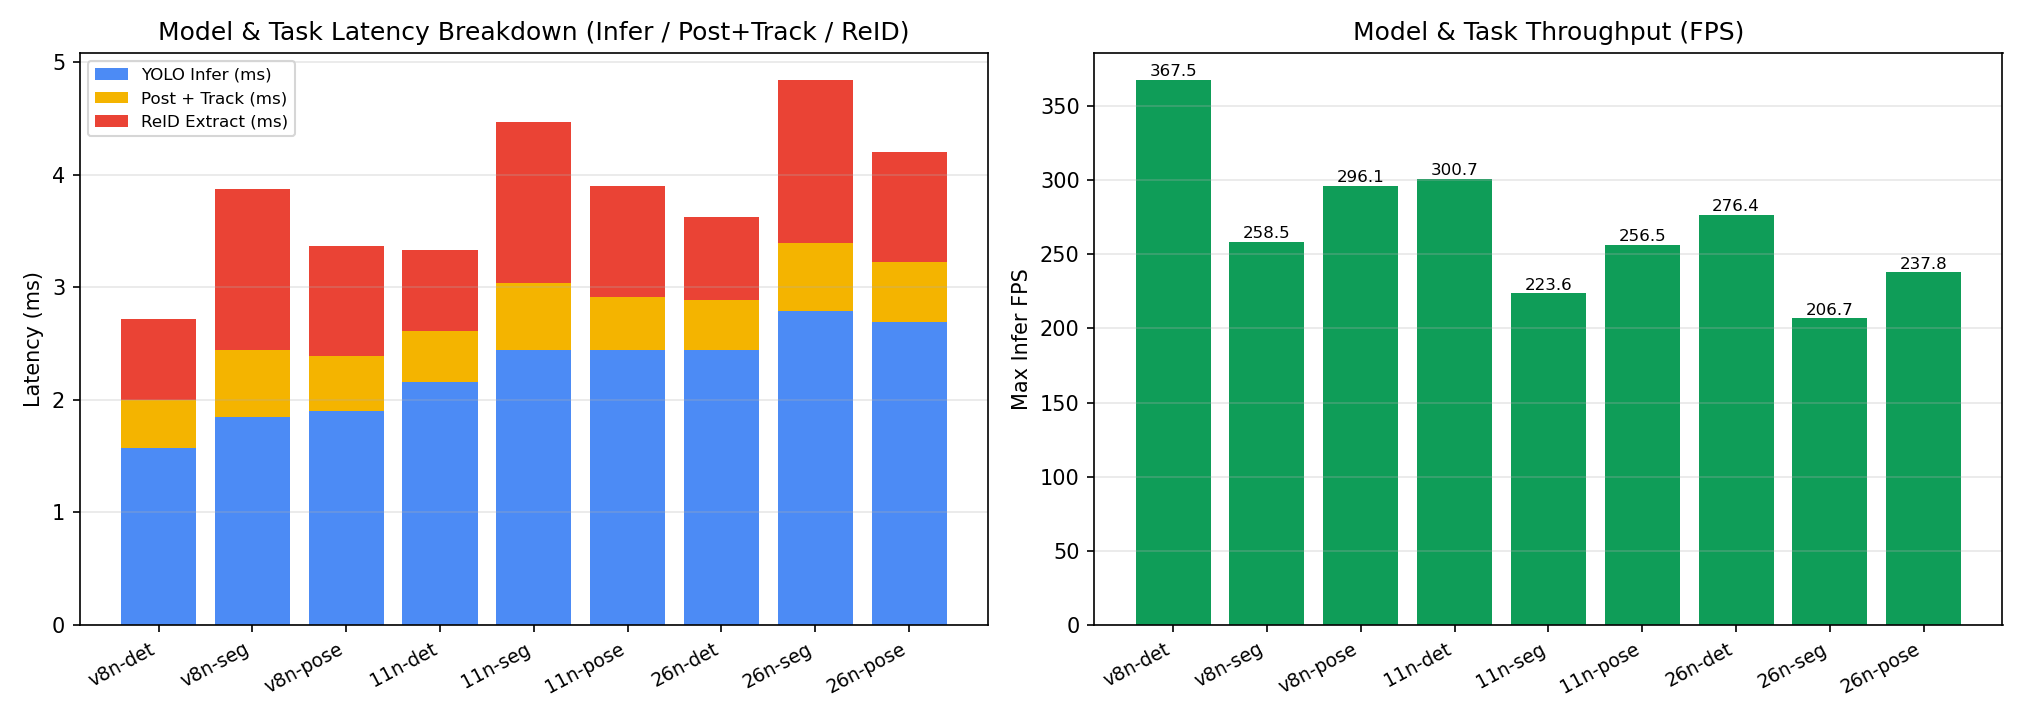 Model & Task Latency Breakdown (Infer / Post+Track / ReID)
YOLO Infer (ms)
Post + Track (ms)
ReID Extract (ms)
Latency (ms)
5
4
3
2
1
0
v8n-det
v8n-seg
v8n-pose
11n-det
11n-seg
11n-pose
26n-det
26n-seg
26n-pose
Model & Task Throughput (FPS)
Max Infer FPS
350
300
250
200
150
100
50
0
367.5
258.5
296.1
300.7
223.6
256.5
276.4
206.7
237.8
v8n-det
v8n-seg
v8n-pose
11n-det
11n-seg
11n-pose
26n-det
26n-seg
26n-pose